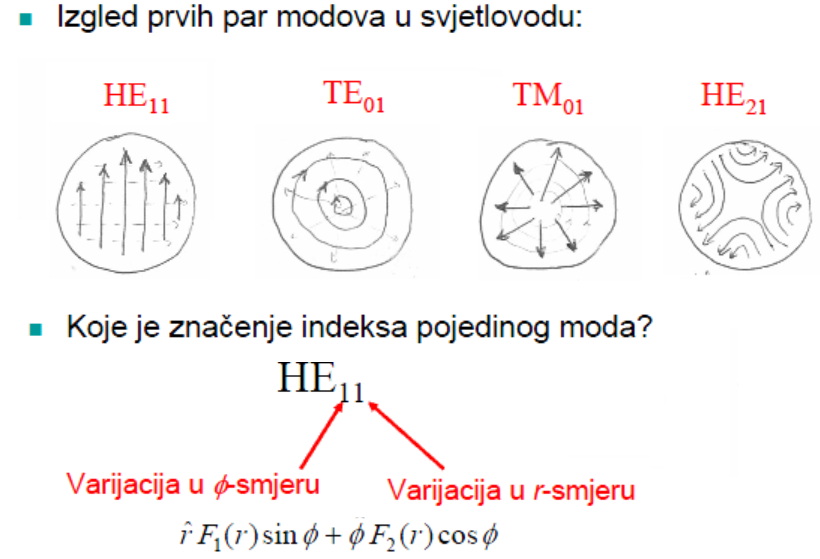 Izgled prvih par modova u svjetlovodu:
HE₁₁ TE₀₁ TM₀₁ HE₂₁
Koje je značenje indeksa pojedinog moda?
HE₁₁
Varijacija u ϕ-smjeru Varijacija u r-smjeru
r̂ F₁(r) sin ϕ + ϕ̂ F₂(r) cos ϕ